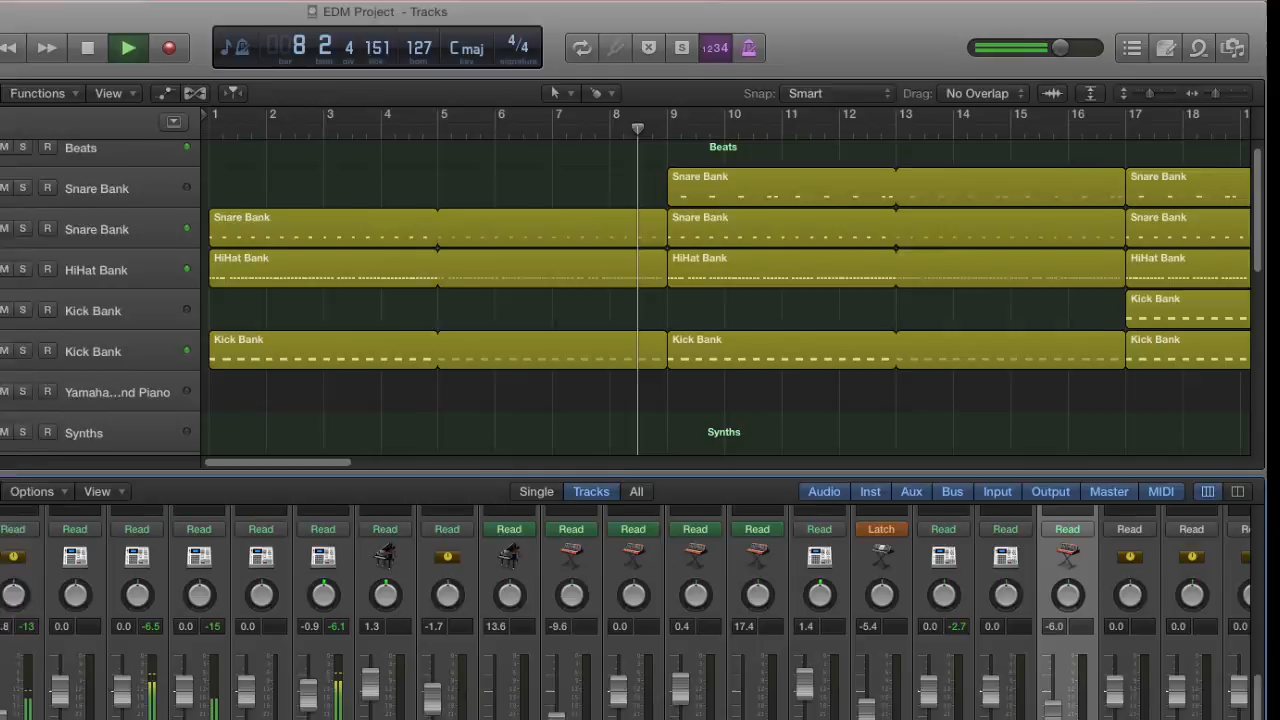 EDM Project - Tracks
8 2 4 151 127 C maj 4/4
bar div key signature
S 1234
Functions View Snap: Smart Drag: No Overlap
1 2 3 4 5 6 7 8 9 10 11 12 13 14 15 16 17 18 1
M S R Beats Beats
M S R Snare Bank Snare Bank Snare Bank
M S R Snare Bank Snare Bank Snare Bank Snare Bank
M S R HiHat Bank HiHat Bank HiHat Bank HiHat Bank
M S R Kick Bank Kick Bank
M S R Kick Bank Kick Bank Kick Bank Kick Bank
M S R Yamaha...nd Piano
M S R Synths Synths
Options View Single Tracks All Audio Inst Aux Bus Input Output Master MIDI
Read Read Read Read Read Read Read Read Read Read Read Read Read Read Latch Read Read Read Read Read
.8 -13 0.0 0.0 -6.5 0.0 -15 0.0 -0.9 -6.1 1.3 -1.7 13.6 -9.6 0.0 0.4 17.4 1.4 -5.4 0.0 -2.7 0.0 -6.0 0.0 0.0 0.0